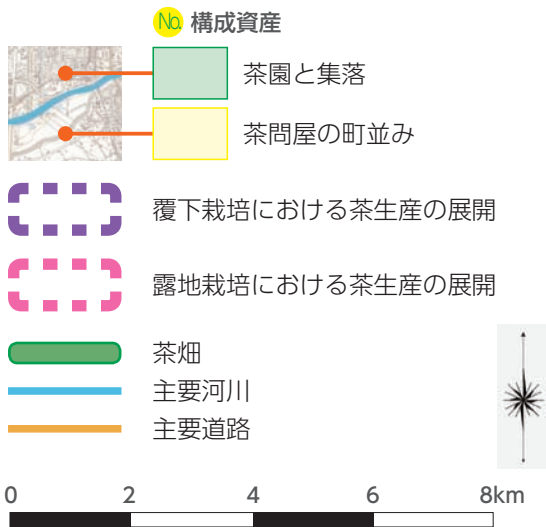 No. 構成資産
茶園と集落
茶問屋の町並み
覆下栽培における茶生産の展開
露地栽培における茶生産の展開
茶畑
主要河川
主要道路
0 2 4 6 8km